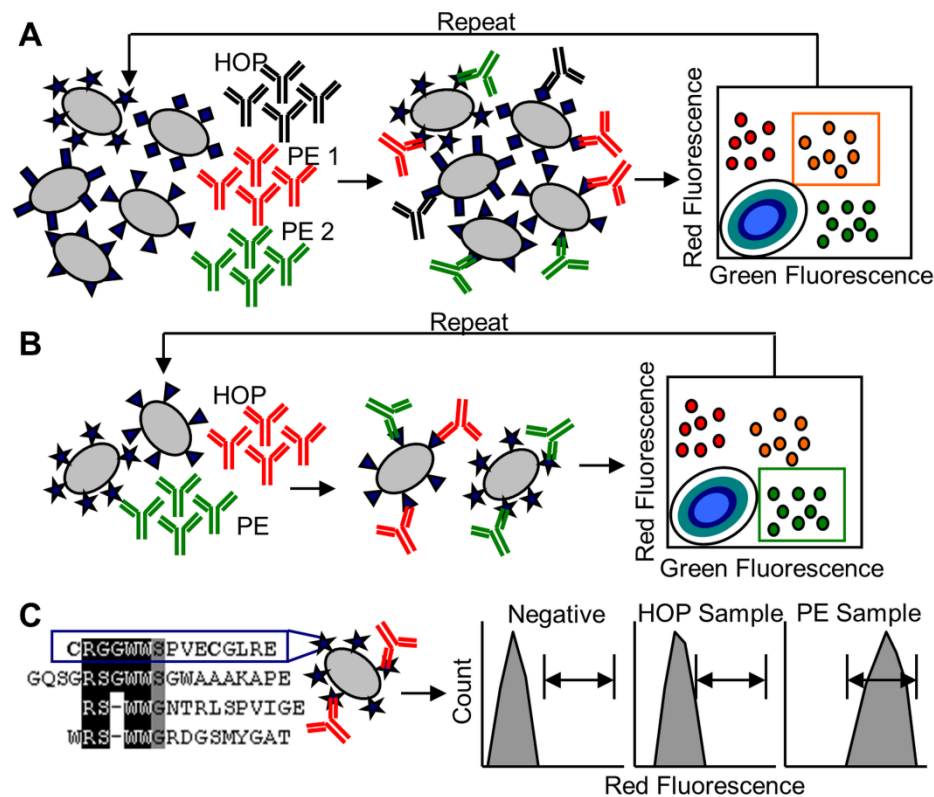 A
Repeat
HOP
PE 1
PE 2
Red Fluorescence
Green Fluorescence
B
Repeat
HOP
PE
Red Fluorescence
Green Fluorescence
C
CRGGWWSPVECGLRE
GQSGRSGWWSGWAAAKAPE
RS-WWGNTRLSPVIGE
WRS-WWGRDGSMYGAT
Negative
HOP Sample
PE Sample
Count
Red Fluorescence